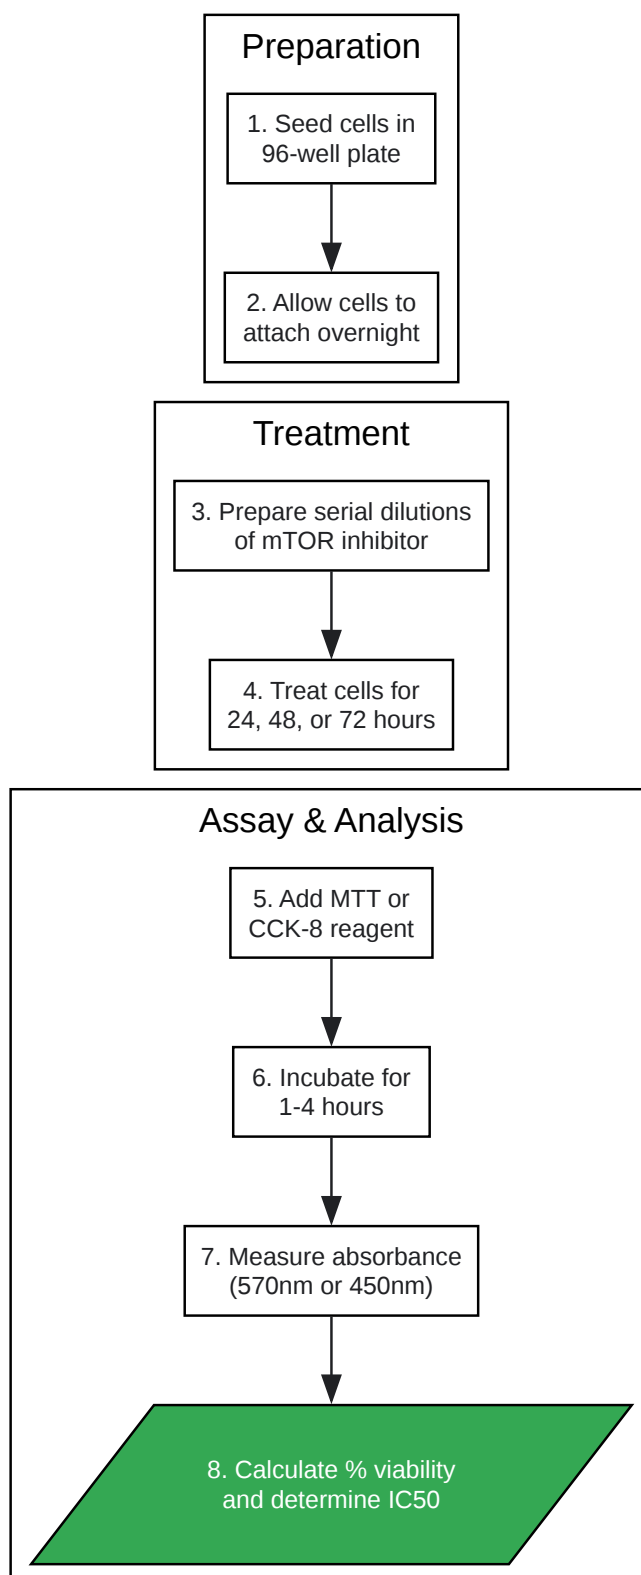 Preparation
1. Seed cells in
96-well plate
2. Allow cells to
attach overnight
Treatment
3. Prepare serial dilutions
of mTOR inhibitor
4. Treat cells for
24, 48, or 72 hours
Assay & Analysis
5. Add MTT or
CCK-8 reagent
6. Incubate for
1-4 hours
7. Measure absorbance
(570nm or 450nm)
8. Calculate % viability
and determine IC50